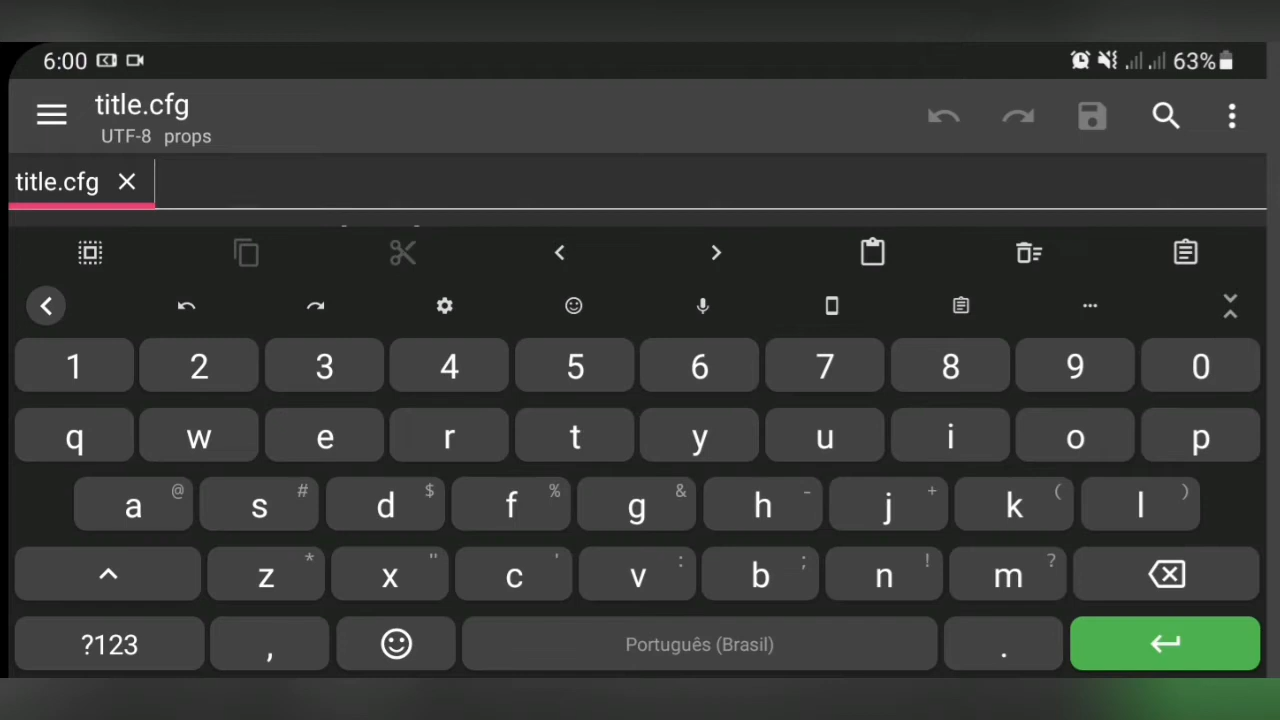 6:00 63%
title.cfg
UTF-8 props
title.cfg
1 2 3 4 5 6 7 8 9 0
q w e r t y u i o p
@ # $ % & - + ( )
a s d f g h j k l
* " ' : ; ! ?
z x c v b n m
?123 , Português (Brasil) .